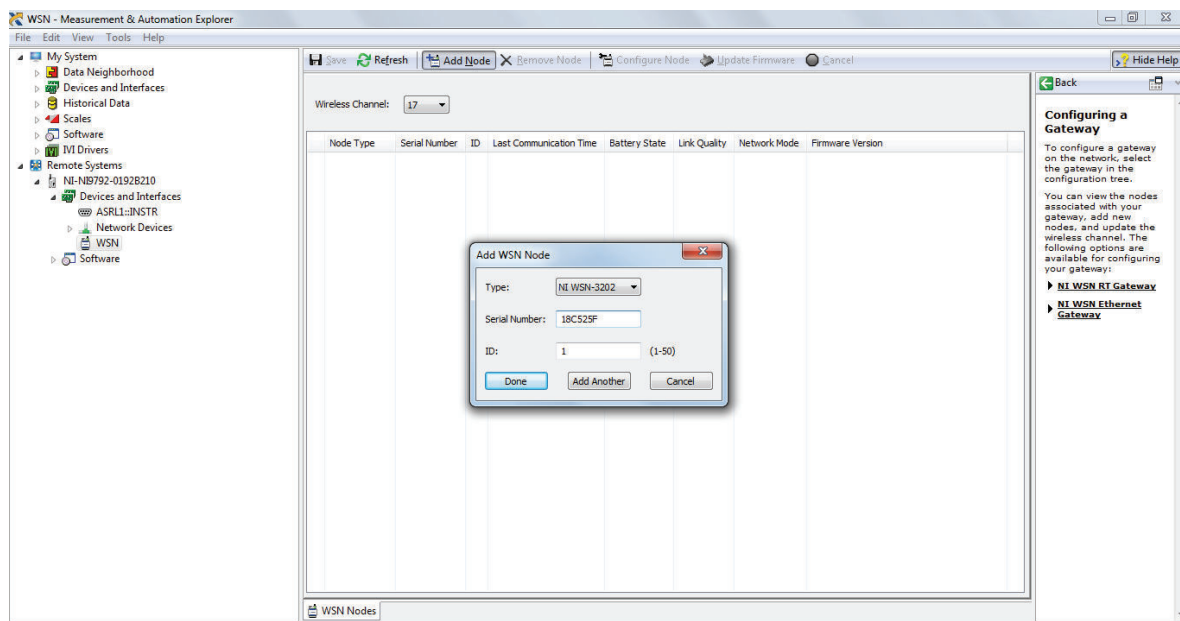 WSN - Measurement & Automation Explorer
File Edit View Tools Help
My System
Data Neighborhood
Devices and Interfaces
Historical Data
Scales
Software
IVI Drivers
Remote Systems
NI-NI9792-0192B210
Devices and Interfaces
ASRL1::INSTR
Network Devices
WSN
Software
Save Refresh Add Node Remove Node Configure Node Update Firmware Cancel Hide Help
Wireless Channel: 17
Node Type Serial Number ID Last Communication Time Battery State Link Quality Network Mode Firmware Version
Add WSN Node
Type: NI WSN-3202
Serial Number: 18C525F
ID: 1 (1-50)
Done Add Another Cancel
WSN Nodes
Back
Configuring a
Gateway
To configure a gateway
on the network, select
the gateway in the
configuration tree.
You can view the nodes
associated with your
gateway, add new
nodes, and update the
wireless channel. The
following options are
available for configuring
your gateway:
NI WSN RT Gateway
NI WSN Ethernet
Gateway